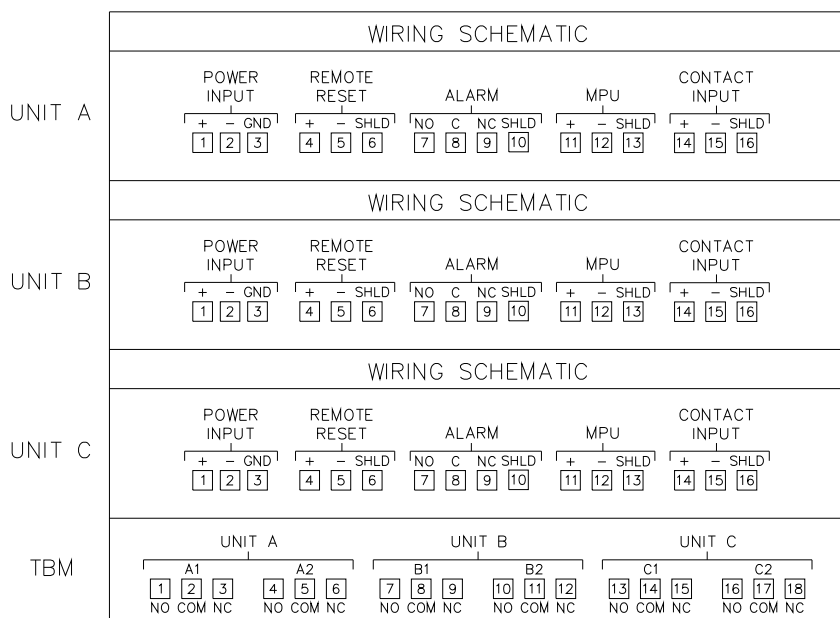 WIRING SCHEMATIC
UNIT A
POWER INPUT REMOTE RESET ALARM MPU CONTACT INPUT
+ − GND + − SHLD NO C NC SHLD + − SHLD + − SHLD
1 2 3 4 5 6 7 8 9 10 11 12 13 14 15 16
WIRING SCHEMATIC
UNIT B
POWER INPUT REMOTE RESET ALARM MPU CONTACT INPUT
+ − GND + − SHLD NO C NC SHLD + − SHLD + − SHLD
1 2 3 4 5 6 7 8 9 10 11 12 13 14 15 16
WIRING SCHEMATIC
UNIT C
POWER INPUT REMOTE RESET ALARM MPU CONTACT INPUT
+ − GND + − SHLD NO C NC SHLD + − SHLD + − SHLD
1 2 3 4 5 6 7 8 9 10 11 12 13 14 15 16
TBM
UNIT A UNIT B UNIT C
A1 A2 B1 B2 C1 C2
1 2 3 4 5 6 7 8 9 10 11 12 13 14 15 16 17 18
NO COM NC NO COM NC NO COM NC NO COM NC NO COM NC NO COM NC